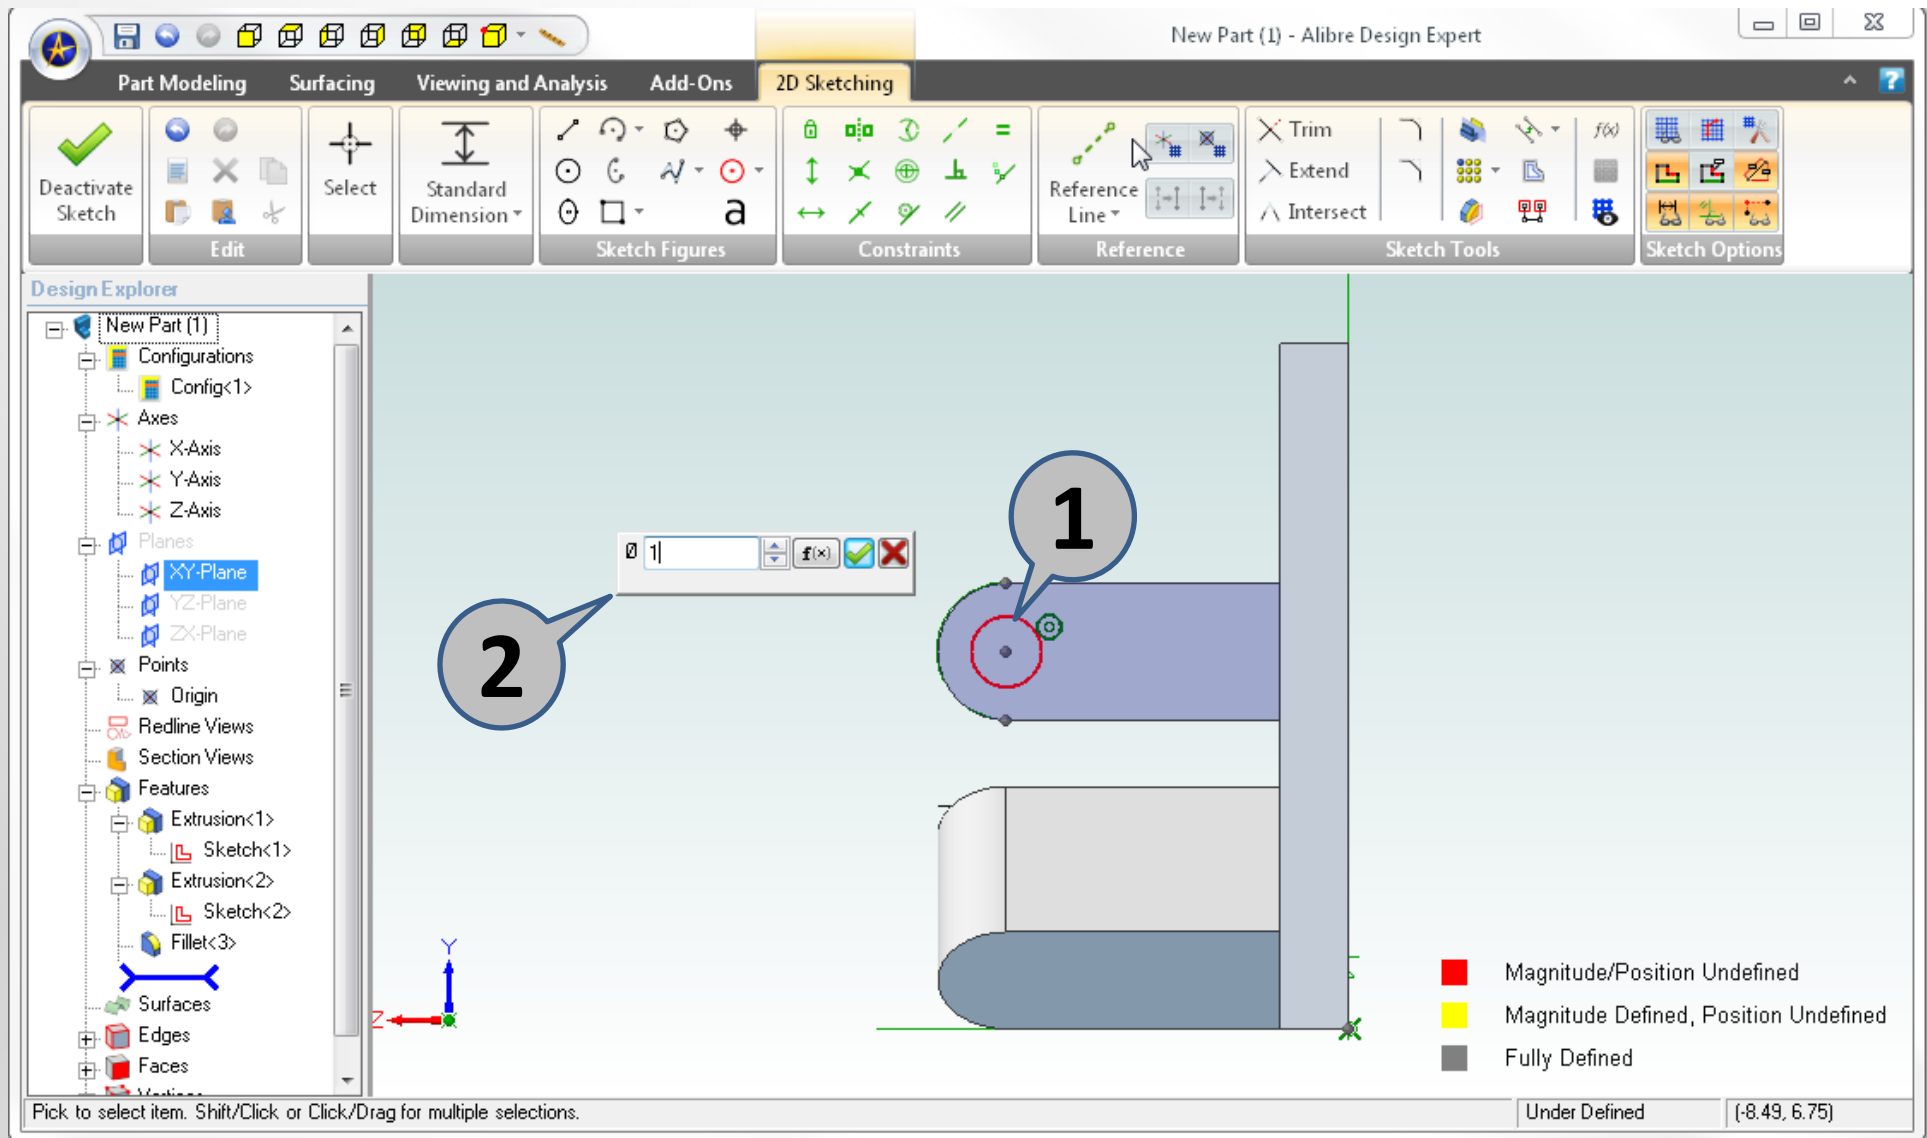 New Part (1) - Alibre Design Expert
Part Modeling
Surfacing
Viewing and Analysis
Add-Ons
2D Sketching
?
Deactivate
Sketch
Edit
Select
Standard
Dimension
a
Sketch Figures
Constraints
Reference
Line
Reference
Trim
Extend
Intersect
f(x)
Sketch Tools
Sketch Options
Design Explorer
New Part (1)
Configurations
Config<1>
Axes
X-Axis
Y-Axis
Z-Axis
Planes
XY-Plane
YZ-Plane
ZX-Plane
Points
Origin
Redline Views
Section Views
Features
Extrusion<1>
Sketch<1>
Extrusion<2>
Sketch<2>
Fillet<3>
Surfaces
Edges
Faces
1
Ø 1 f(x)
2
Y
Z
Magnitude/Position Undefined
Magnitude Defined, Position Undefined
Fully Defined
Pick to select item. Shift/Click or Click/Drag for multiple selections.
Under Defined
(-8.49, 6.75)